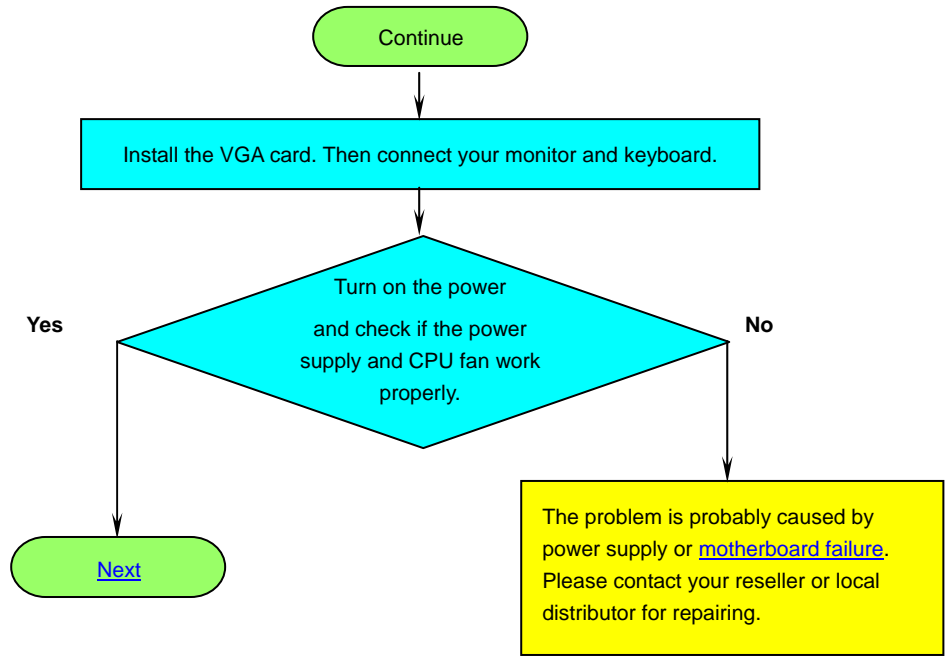 Continue
Install the VGA card. Then connect your monitor and keyboard.
Turn on the power
and check if the power
supply and CPU fan work
properly.
Yes
No
The problem is probably caused by
power supply or motherboard failure.
Please contact your reseller or local
distributor for repairing.
Next